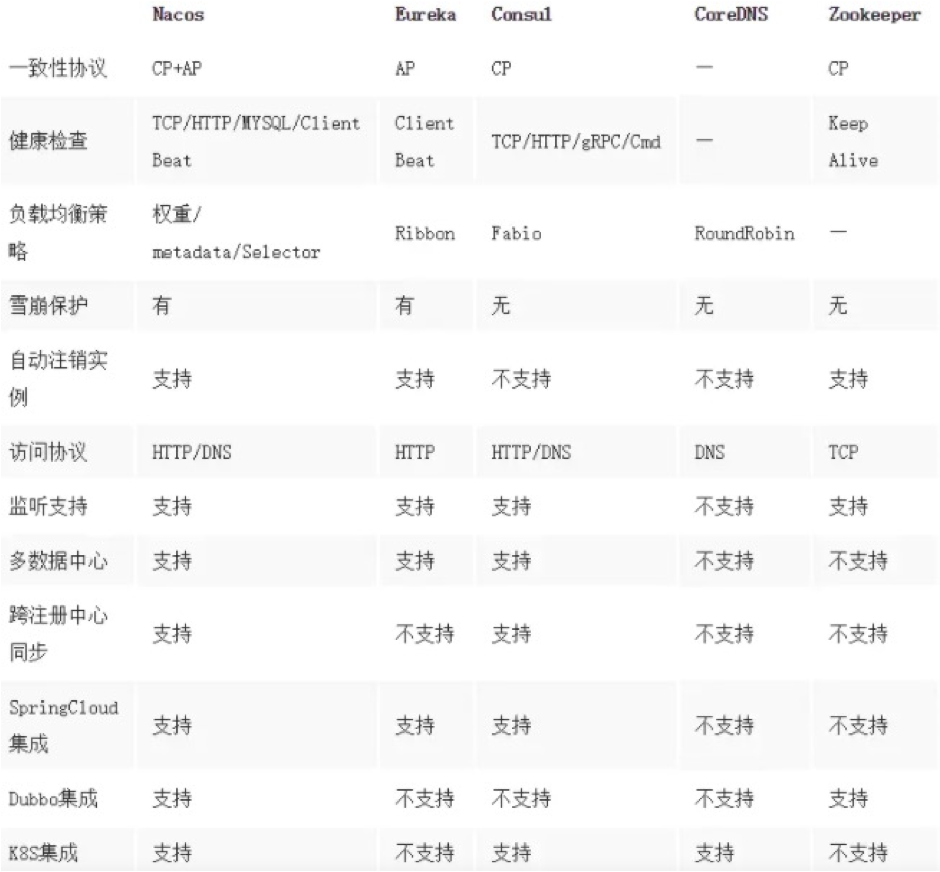 Nacos Eureka Consul CoreDNS Zookeeper
一致性协议 CP+AP AP CP — CP
健康检查 TCP/HTTP/MYSQL/Client Beat Client Beat TCP/HTTP/gRPC/Cmd — Keep Alive
负载均衡策略 权重/metadata/Selector Ribbon Fabio RoundRobin —
雪崩保护 有 有 无 无 无
自动注销实例 支持 支持 不支持 不支持 支持
访问协议 HTTP/DNS HTTP HTTP/DNS DNS TCP
监听支持 支持 支持 支持 不支持 支持
多数据中心 支持 支持 支持 不支持 不支持
跨注册中心同步 支持 不支持 支持 不支持 不支持
SpringCloud集成 支持 支持 支持 不支持 不支持
Dubbo集成 支持 不支持 不支持 不支持 支持
K8S集成 支持 不支持 支持 支持 不支持